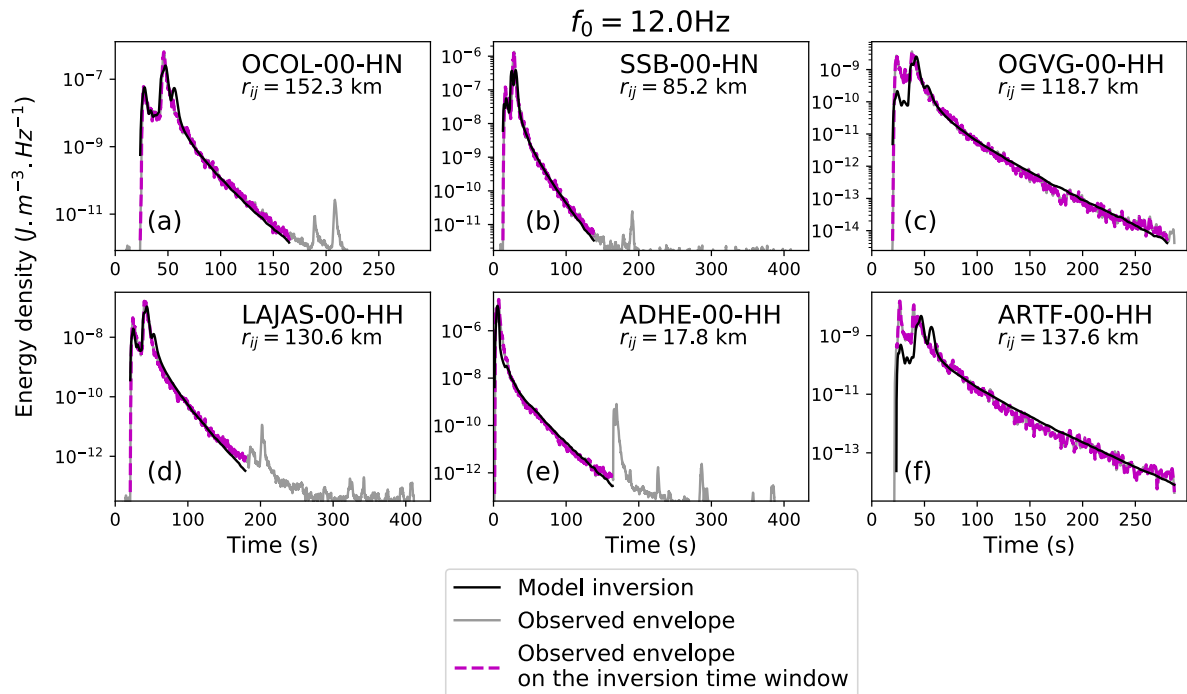 f₀ = 12.0Hz
Energy density (J.m⁻³.Hz⁻¹)
OCOL-00-HN
rᵢⱼ = 152.3 km
(a)
10⁻⁷
10⁻⁹
10⁻¹¹
0 50 100 150 200 250
SSB-00-HN
rᵢⱼ = 85.2 km
(b)
10⁻⁶
10⁻⁷
10⁻⁸
10⁻⁹
10⁻¹⁰
10⁻¹¹
0 100 200 300 400
OGVG-00-HH
rᵢⱼ = 118.7 km
(c)
10⁻⁹
10⁻¹⁰
10⁻¹¹
10⁻¹²
10⁻¹³
10⁻¹⁴
0 50 100 150 200 250
LAJAS-00-HH
rᵢⱼ = 130.6 km
(d)
10⁻⁸
10⁻¹⁰
10⁻¹²
0 100 200 300 400
Time (s)
ADHE-00-HH
rᵢⱼ = 17.8 km
(e)
10⁻⁶
10⁻⁸
10⁻¹⁰
10⁻¹²
0 100 200 300 400
Time (s)
ARTF-00-HH
rᵢⱼ = 137.6 km
(f)
10⁻⁹
10⁻¹¹
10⁻¹³
0 50 100 150 200 250
Time (s)
Model inversion
Observed envelope
Observed envelope
on the inversion time window